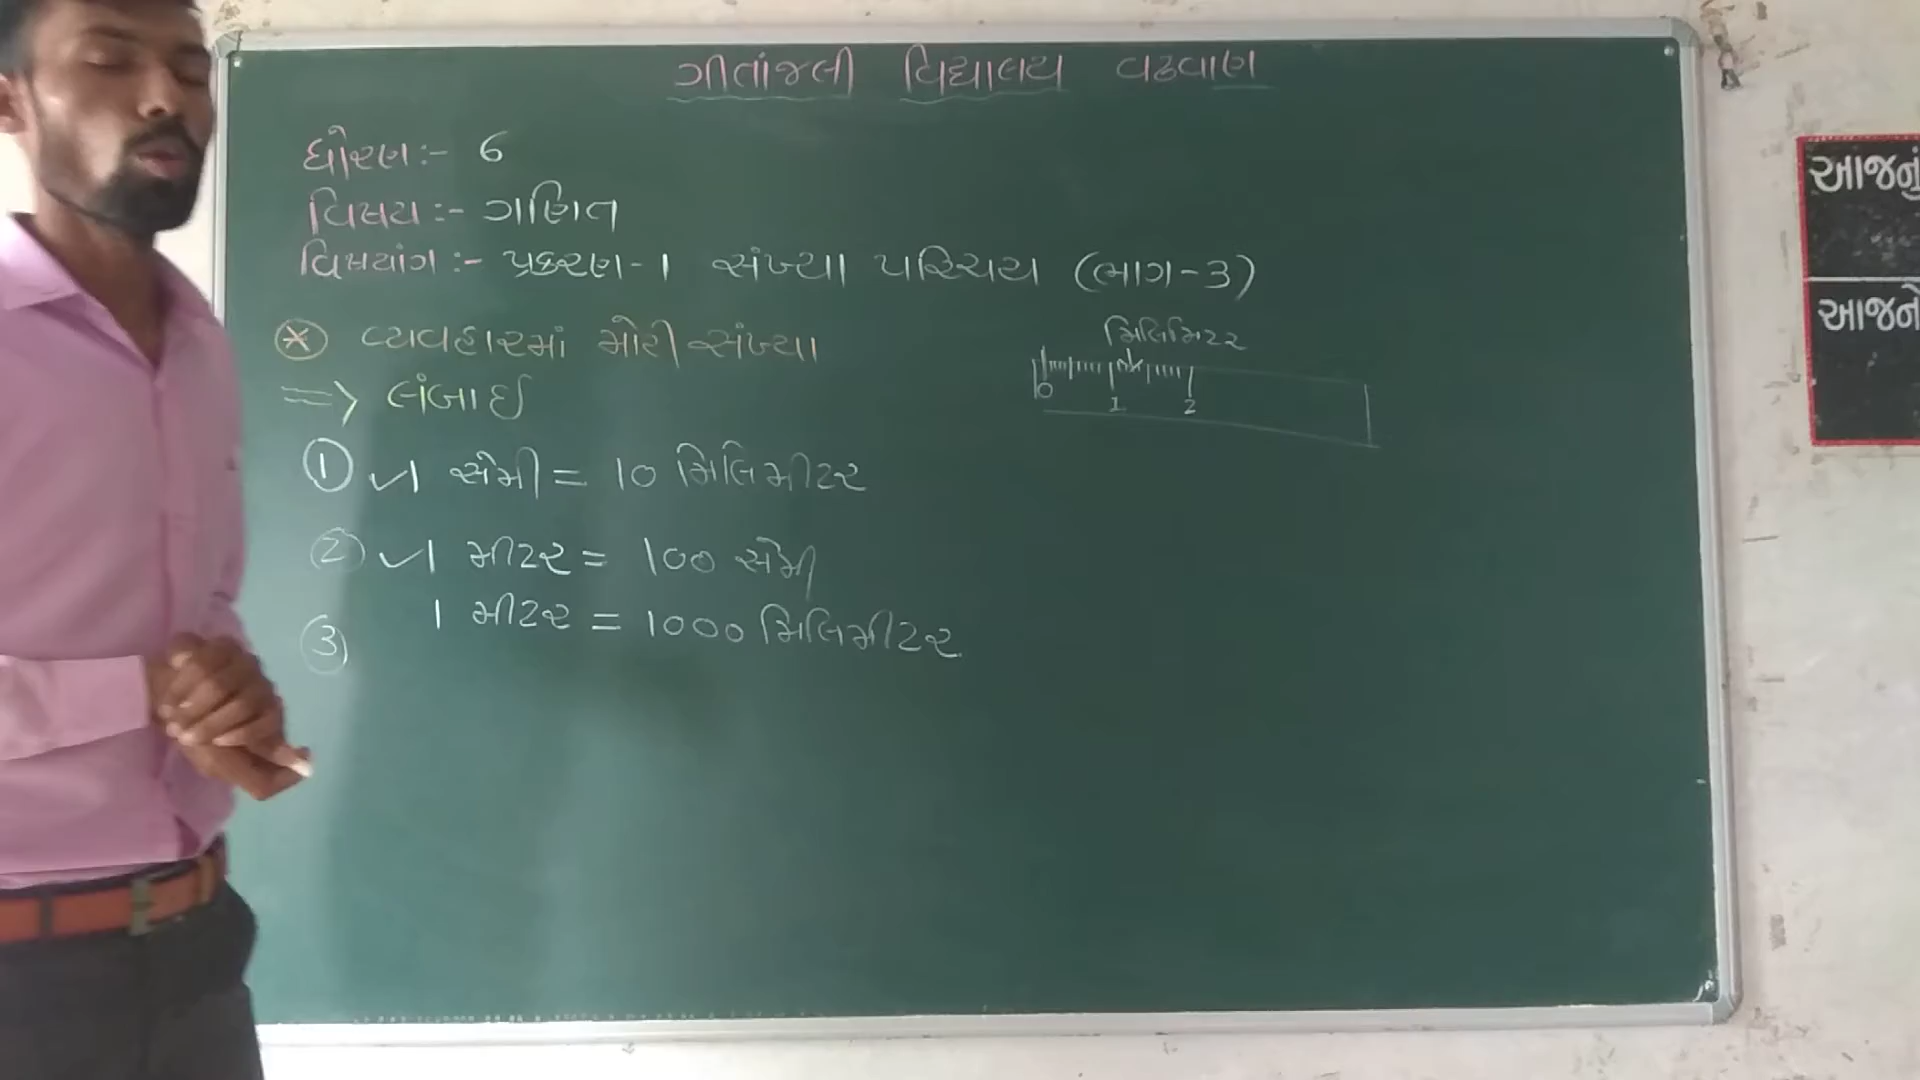 ગીતાંજલી વિદ્યાલય વઢવાણ
ધોરણ:- 6
વિષય:- ગણિત
વિષયાંગ:- પ્રકરણ-1 સંખ્યા પરિચય (ભાગ-3)
* વ્યવહારમાં મોટી સંખ્યા
=> લંબાઈ
① ✓1 સેમી = 10 મિલિમીટર
② ✓1 મીટર = 100 સેમી
1 મીટર = 1000 મિલિમીટર
③
મિલિમિટર
0 1 2
આજનું
આજનો